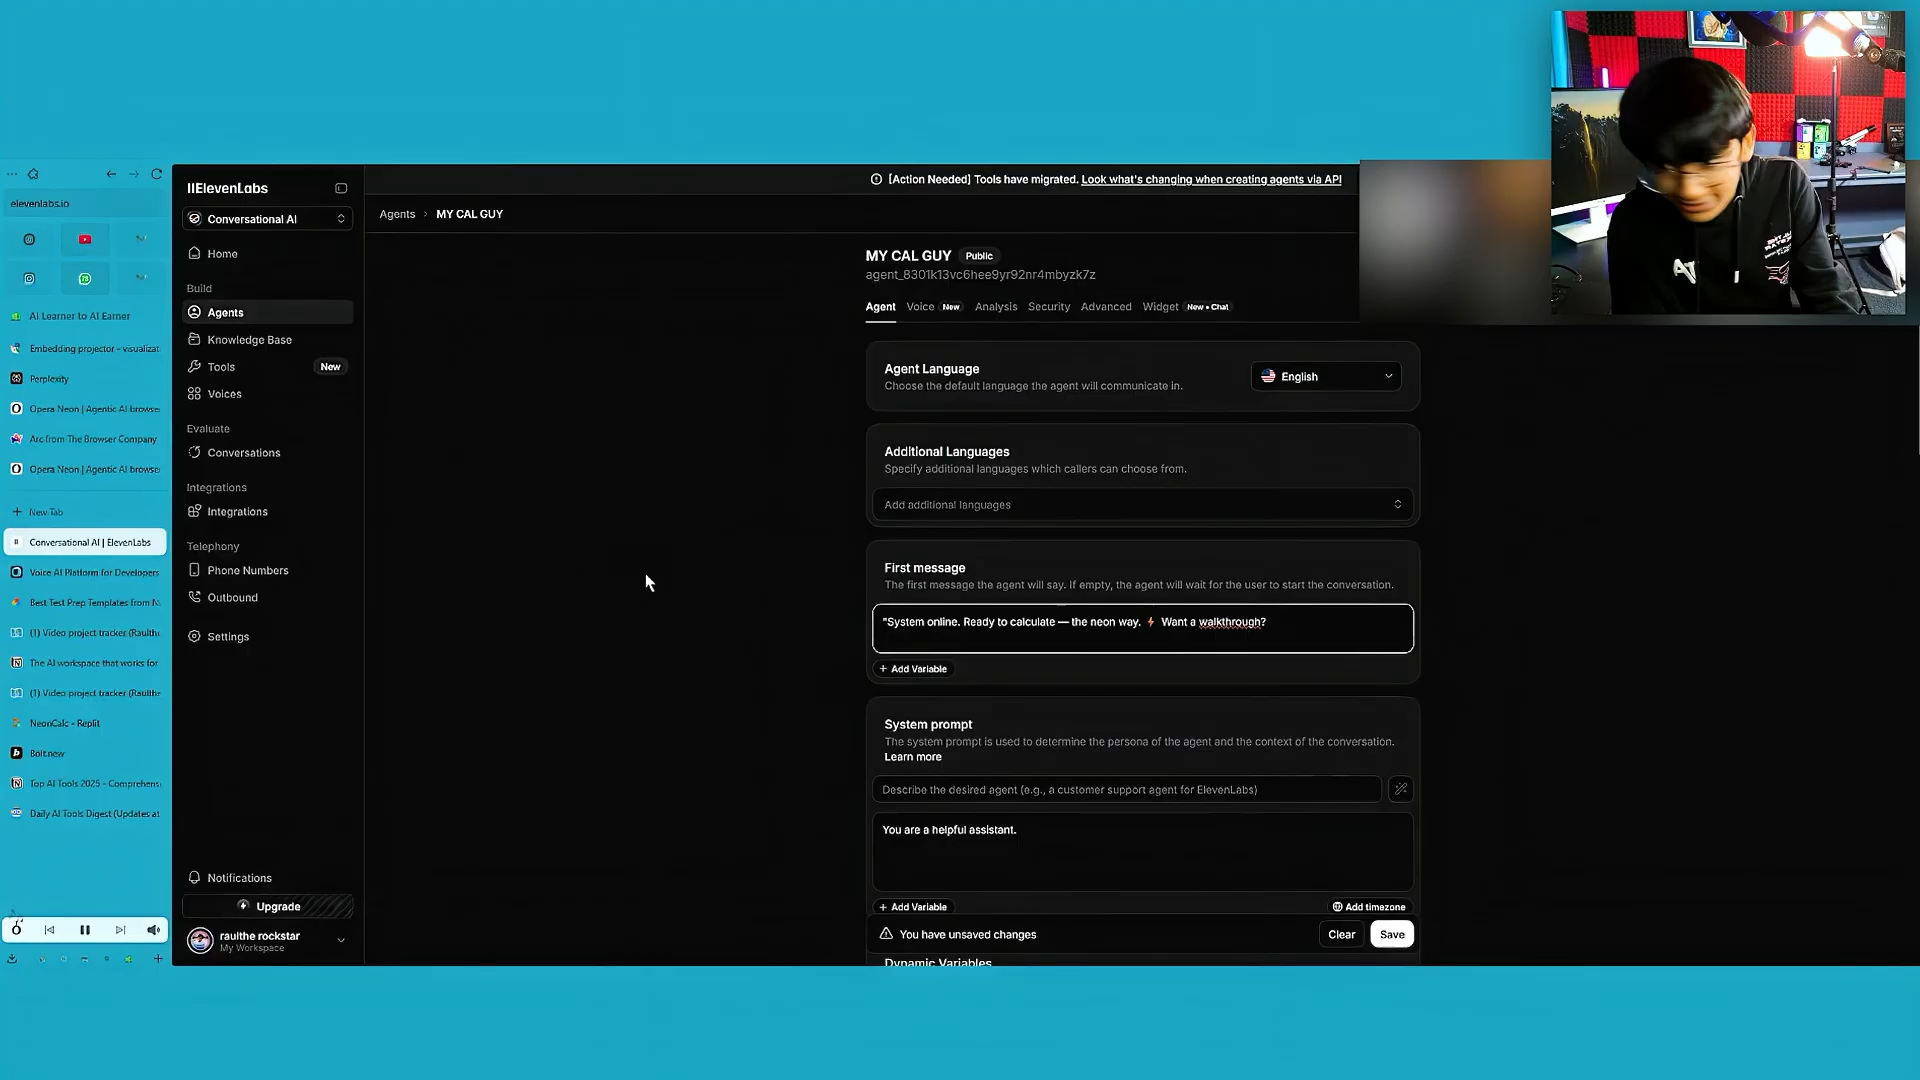 elevenlabs.io
AI Learner to AI Earner
Embedding projector - visualizat
Perplexity
Opera Neon | Agentic AI browse
Arc from The Browser Company
Opera Neon | Agentic AI browse
+ New Tab
Conversational AI | ElevenLabs
Voice AI Platform for Developers
Best Test Prep Templates from N
(1) Video project tracker (Raulthe
The AI workspace that works for
(1) Video project tracker (Raulthe
NeonCalc - Replit
Bolt.new
Top AI Tools 2025 - Comprehens
Daily AI Tools Digest (Updates at
IIElevenLabs
Conversational AI
Home
Build
Agents
Knowledge Base
Tools New
Voices
Evaluate
Conversations
Integrations
Integrations
Telephony
Phone Numbers
Outbound
Settings
Notifications
Upgrade
raulthe rockstar
My Workspace
[Action Needed] Tools have migrated. Look what's changing when creating agents via API
Agents › MY CAL GUY
MY CAL GUY Public
agent_8301k13vc6hee9yr92nr4mbyzk7z
Agent Voice New Analysis Security Advanced Widget New • Chat
Agent Language
Choose the default language the agent will communicate in.
English
Additional Languages
Specify additional languages which callers can choose from.
Add additional languages
First message
The first message the agent will say. If empty, the agent will wait for the user to start the conversation.
"System online. Ready to calculate — the neon way. ⚡ Want a walkthrough?
+ Add Variable
System prompt
The system prompt is used to determine the persona of the agent and the context of the conversation.
Learn more
Describe the desired agent (e.g., a customer support agent for ElevenLabs)
You are a helpful assistant.
+ Add Variable Add timezone
You have unsaved changes Clear Save
Dynamic Variables